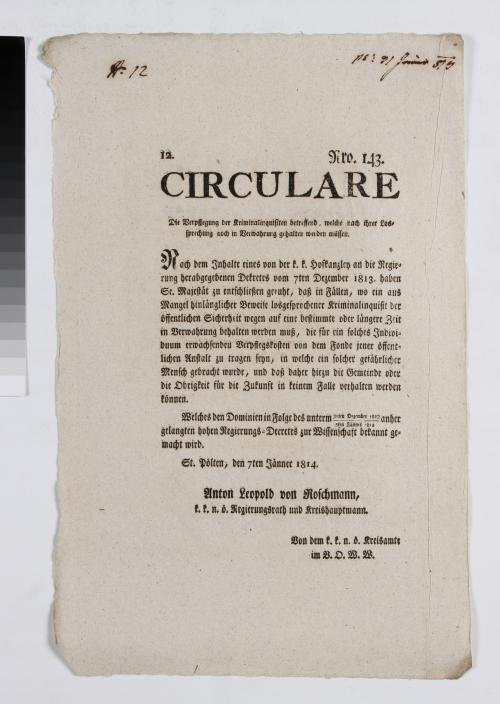 No 12
12. Nro. 143.
CIRCULARE
Die Verpflegung der Kriminalinquisiten betreffend, welche nach ihrer Los-
sprechung noch in Verwahrung gehalten werden müssen.
Nach dem Inhalte eines von der k. k. Hofkanzley an die Regie-
rung herabgegebenen Dekretes vom 7ten Dezember 1813. haben
Se. Majestät zu entschließen geruht, daß in Fällen, wo ein aus
Mangel hinlänglicher Beweise losgesprochener Kriminalinquisit der
öffentlichen Sicherheit wegen auf eine bestimmte oder längere Zeit
in Verwahrung behalten werden muß, die für ein solches Indivi-
duum erwachsenden Verpflegskosten von dem Fonde jener öffent-
lichen Anstalt zu tragen seyn, in welche ein solcher gefährlicher
Mensch gebracht wurde, und daß daher hiezu die Gemeinde oder
die Obrigkeit für die Zukunft in keinem Falle verhalten werden
können.
Welches den Dominien in Folge des unterm Dezember Jänner 1814 anher
gelangten hohen Regierungs-Decretes zur Wissenschaft bekannt ge-
macht wird.
St. Pölten, den 7ten Jänner 1814.
Anton Leopold von Roschmann,
k. k. n. ö. Regierungsrath und Kreishauptmann.
Von dem k. k. n. ö. Kreisamte
im V. O. W. W.